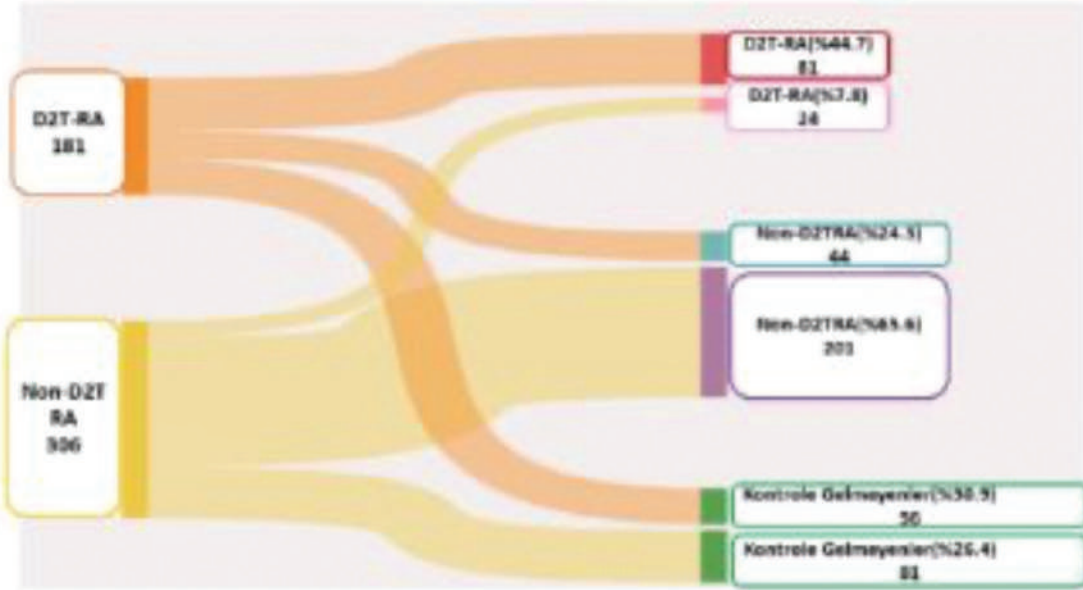 D2T-RA
181
Non-D2T
RA
306
D2T-RA(%44.7)
81
D2T-RA(%7.8)
24
Non-D2TRA(%24.3)
44
Non-D2TRA(%65.6)
201
Kontrole Gelmeyenler(%30.9)
56
Kontrole Gelmeyenler(%26.4)
81